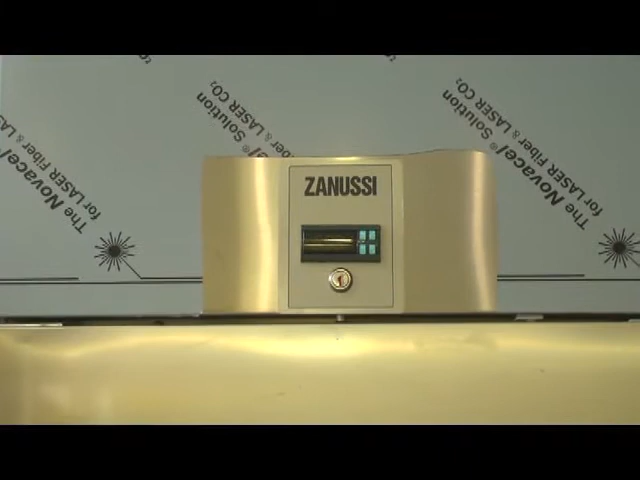 ZANUSSI
The Novacel® Solution
for LASER Fiber & LASER CO2
The Novacel® Solution
for LASER Fiber & LASER CO2